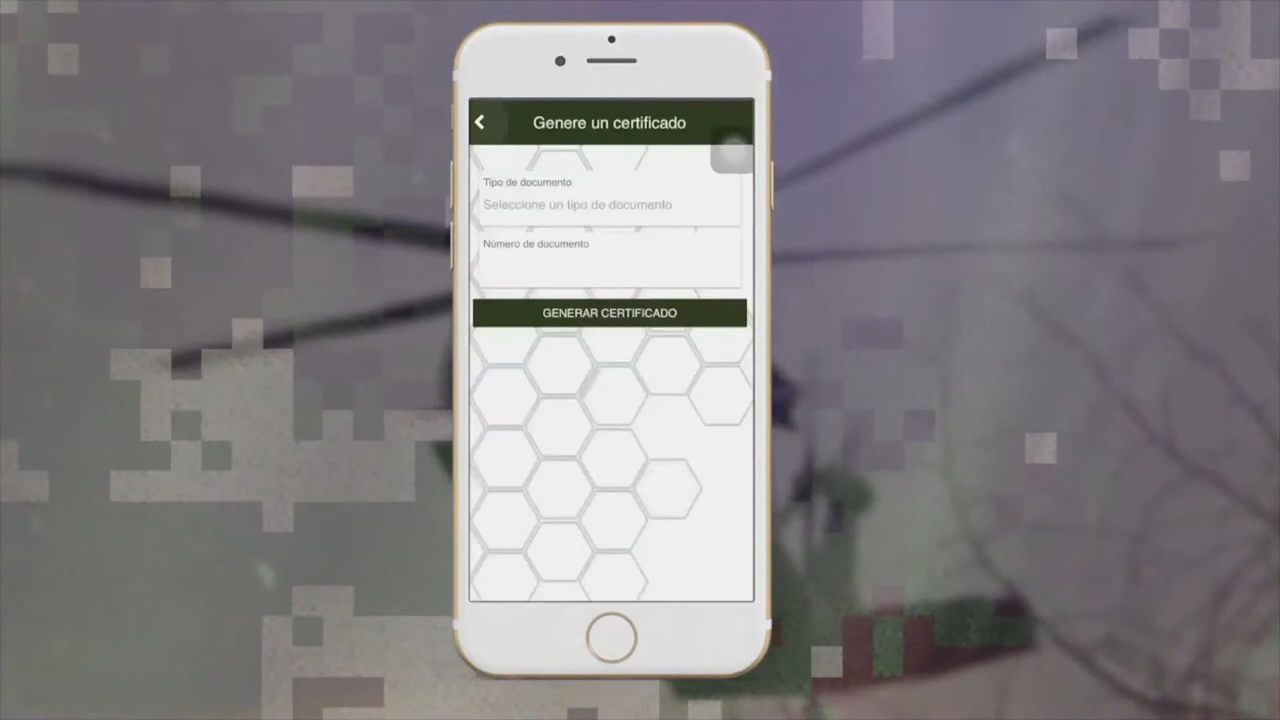 Genere un certificado
Tipo de documento
Seleccione un tipo de documento
Número de documento
GENERAR CERTIFICADO